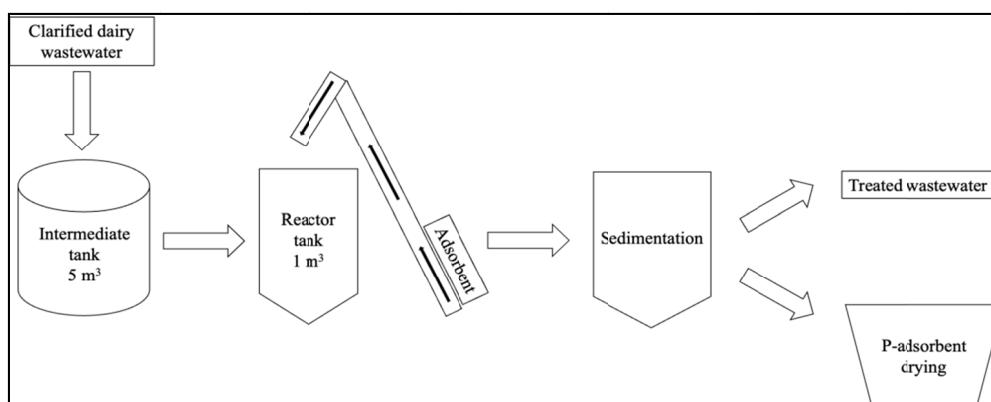 Clarified dairy
wastewater
Intermediate
tank
5 m³
Reactor
tank
1 m³
Adsorbent
Sedimentation
Treated wastewater
P-adsorbent
drying